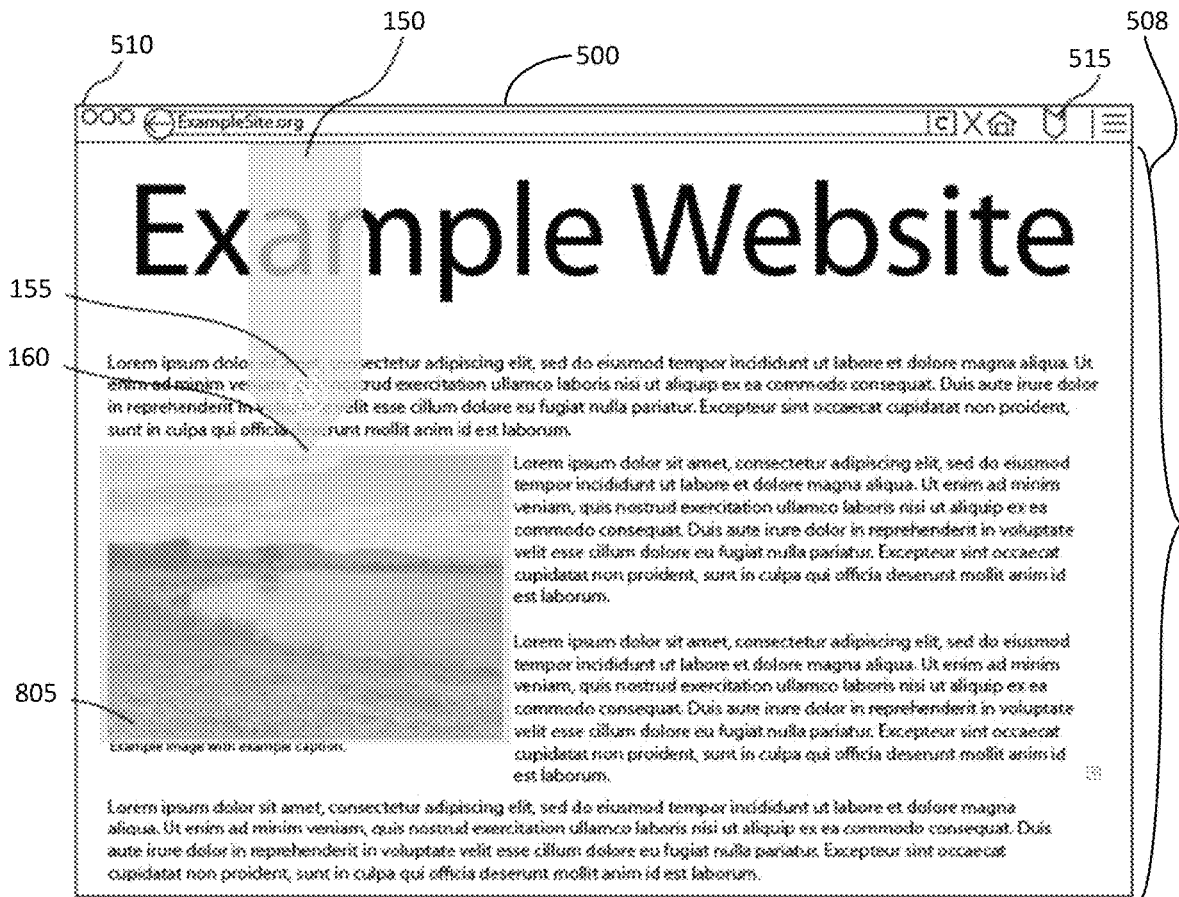 150
508
510
500
515
ExampleSite.org
C
Example Website
155
160
Lorem ipsum dolo sectetur adipiscing elit, sed do eiusmod tempor incididunt ut labore et dolore magna aliqua. Ut
enim ad minim ve strud exercitation ullamco laboris nisi ut aliquip ex ea commodo consequat. Duis aute irure dolor
in reprehenderit in elit esse cillum dolore eu fugiat nulla pariatur. Excepteur sint occaecat cupidatat non proident,
sunt in culpa qui officia runt mollit anim id est laborum.
Lorem ipsum dolor sit amet, consectetur adipiscing elit, sed do eiusmod
tempor incididunt ut labore et dolore magna aliqua. Ut enim ad minim
veniam, quis nostrud exercitation ullamco laboris nisi ut aliquip ex ea
commodo consequat. Duis aute irure dolor in reprehenderit in voluptate
velit esse cillum dolore eu fugiat nulla pariatur. Excepteur sint occaecat
cupidatat non proident, sunt in culpa qui officia deserunt mollit anim id
est laborum.
Lorem ipsum dolor sit amet, consectetur adipiscing elit, sed do eiusmod
tempor incididunt ut labore et dolore magna aliqua. Ut enim ad minim
veniam, quis nostrud exercitation ullamco laboris nisi ut aliquip ex ea
commodo consequat. Duis aute irure dolor in reprehenderit in voluptate
velit esse cillum dolore eu fugiat nulla pariatur. Excepteur sint occaecat
cupidatat non proident, sunt in culpa qui officia deserunt mollit anim id
est laborum.
805
Example image with example caption.
Lorem ipsum dolor sit amet, consectetur adipiscing elit, sed do eiusmod tempor incididunt ut labore et dolore magna
aliqua. Ut enim ad minim veniam, quis nostrud exercitation ullamco laboris nisi ut aliquip ex ea commodo consequat. Duis
aute irure dolor in reprehenderit in voluptate velit esse cillum dolore eu fugiat nulla pariatur. Excepteur sint occaecat
cupidatat non proident, sunt in culpa qui officia deserunt mollit anim id est laborum.